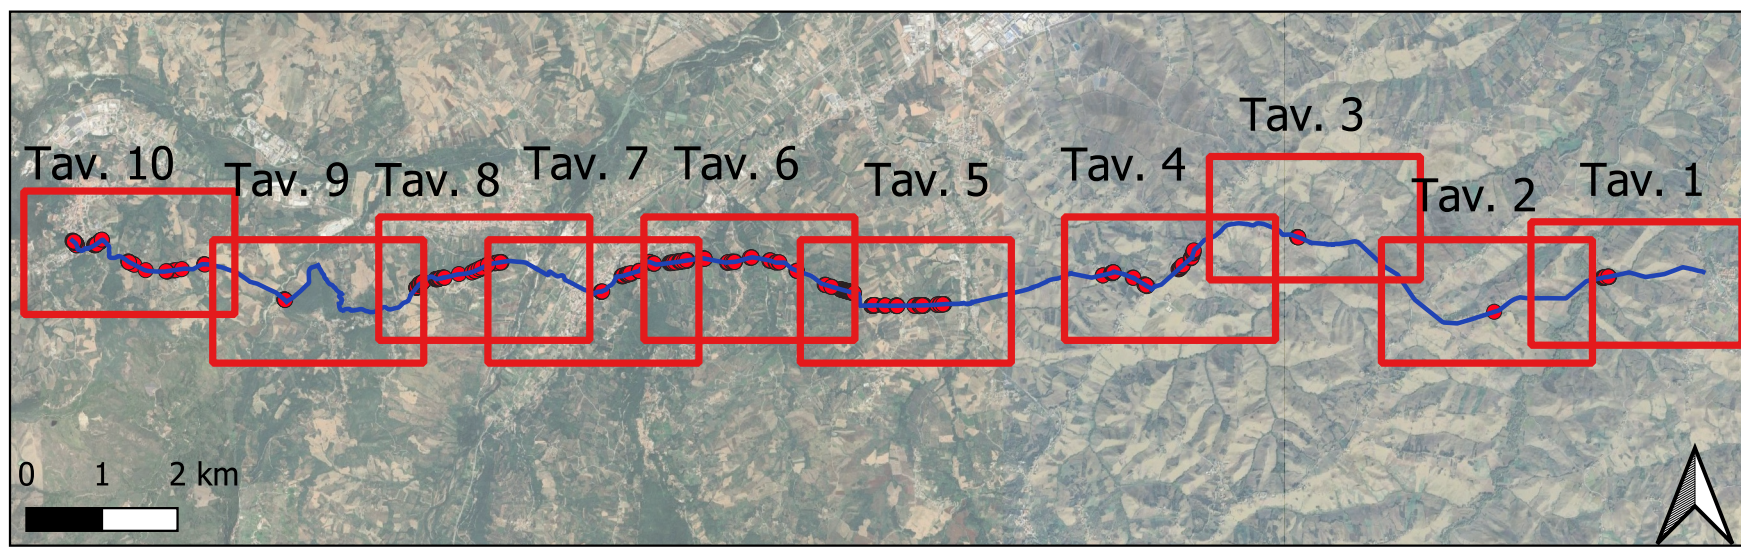 Tav. 10
Tav. 9
Tav. 8
Tav. 7
Tav. 6
Tav. 5
Tav. 4
Tav. 3
Tav. 2
Tav. 1
0 1 2 km